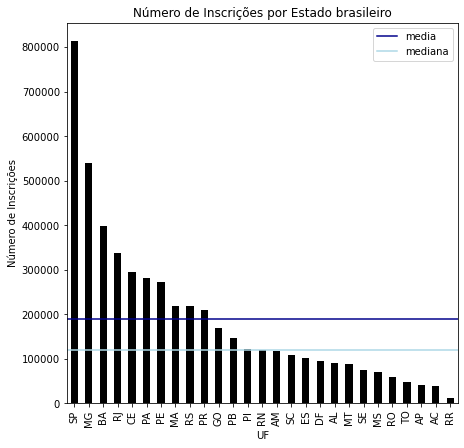 Número de Inscrições por Estado brasileiro
media
mediana
800000
700000
600000
500000
400000
300000
200000
100000
0
Número de Inscrições
SP MG BA RJ CE PA PE MA RS PR GO PB PI RN AM SC ES DF AL MT SE MS RO TO AP AC RR
UF